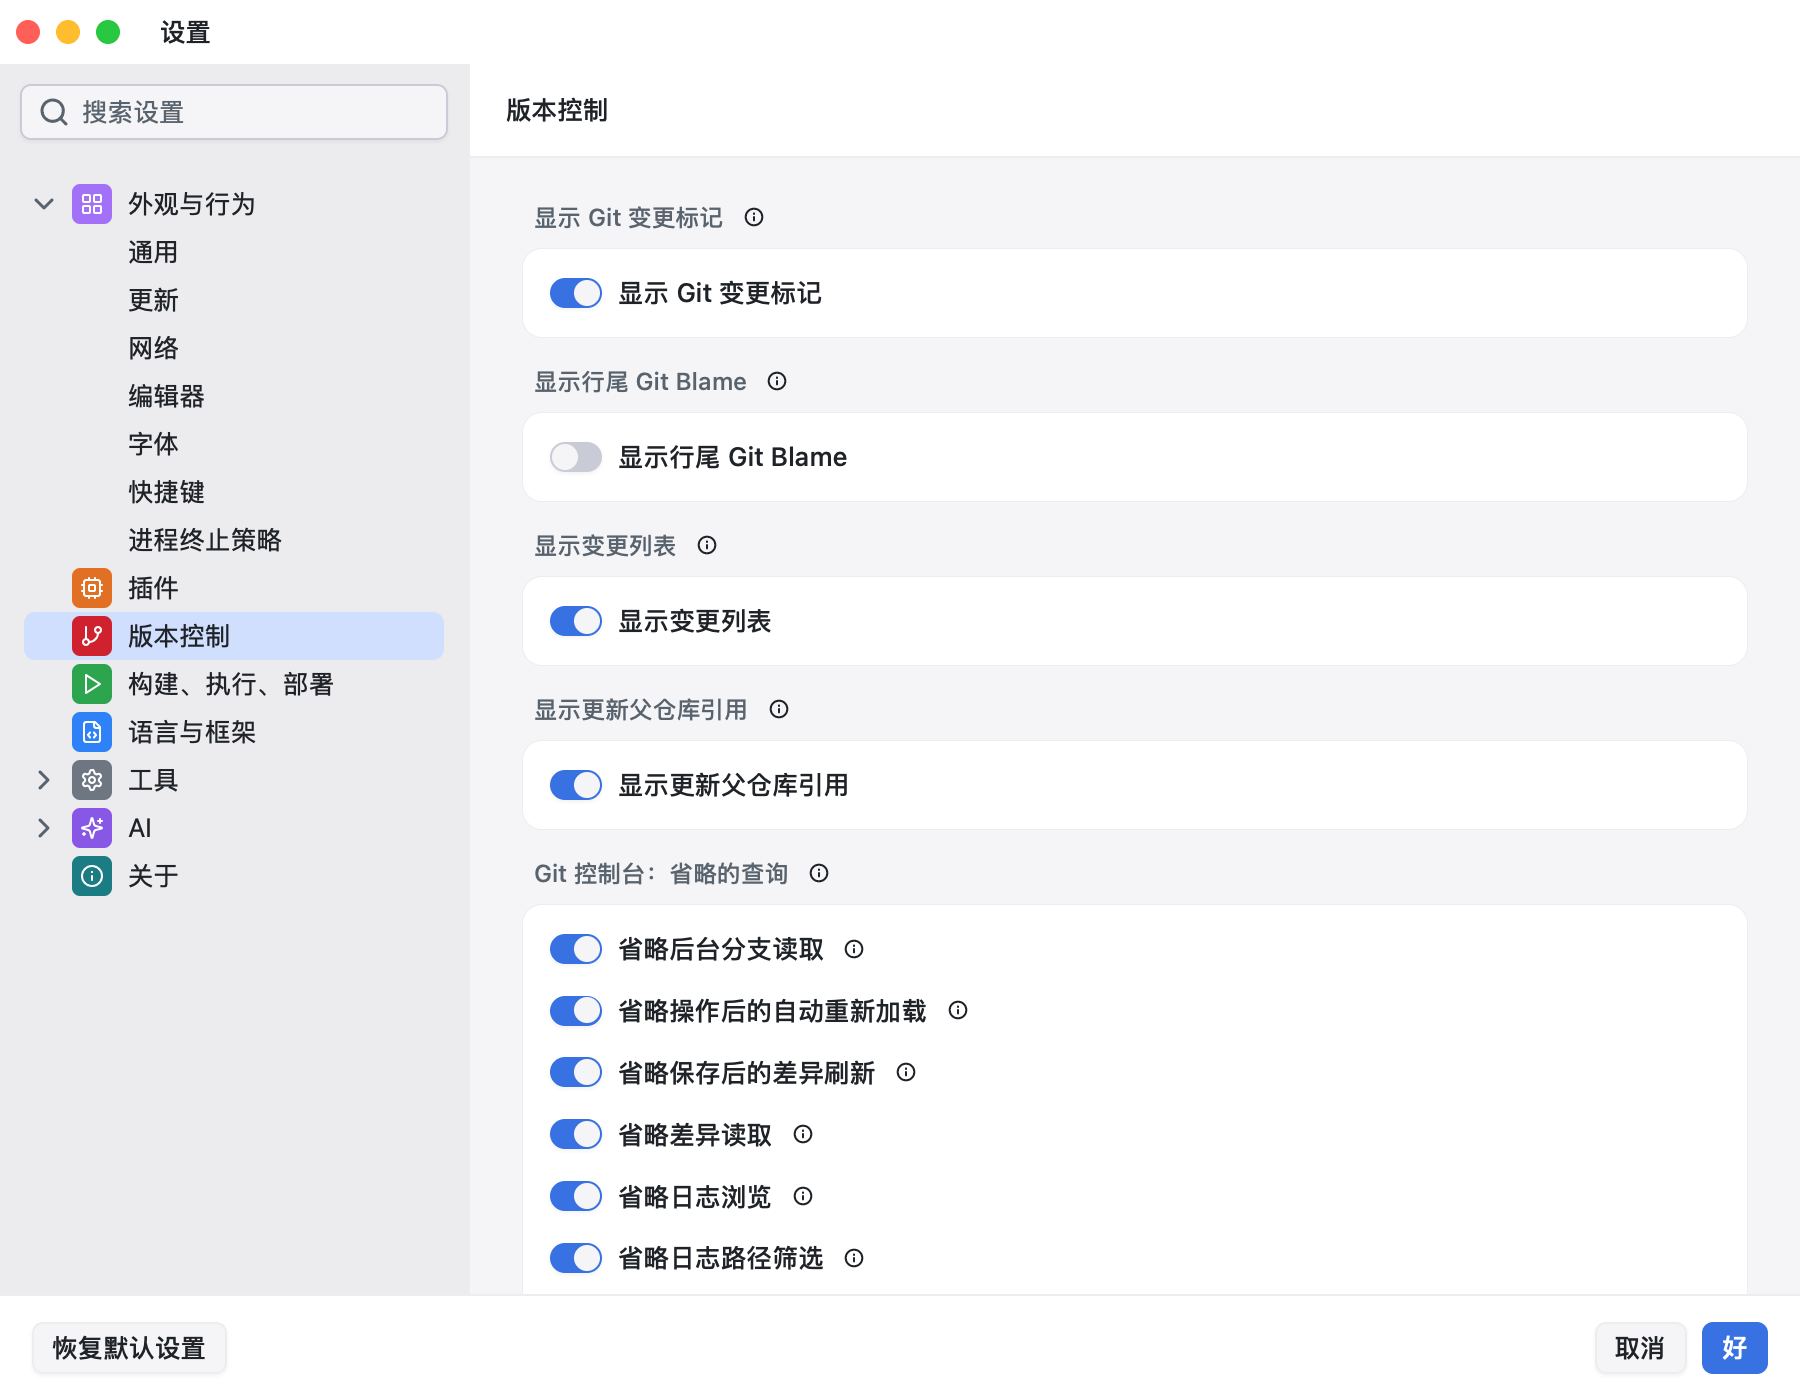 设置
搜索设置
外观与行为
通用
更新
网络
编辑器
字体
快捷键
进程终止策略
插件
版本控制
构建、执行、部署
语言与框架
工具
AI
关于
版本控制
显示 Git 变更标记
显示 Git 变更标记
显示行尾 Git Blame
显示行尾 Git Blame
显示变更列表
显示变更列表
显示更新父仓库引用
显示更新父仓库引用
Git 控制台：省略的查询
省略后台分支读取
省略操作后的自动重新加载
省略保存后的差异刷新
省略差异读取
省略日志浏览
省略日志路径筛选
恢复默认设置
取消
好